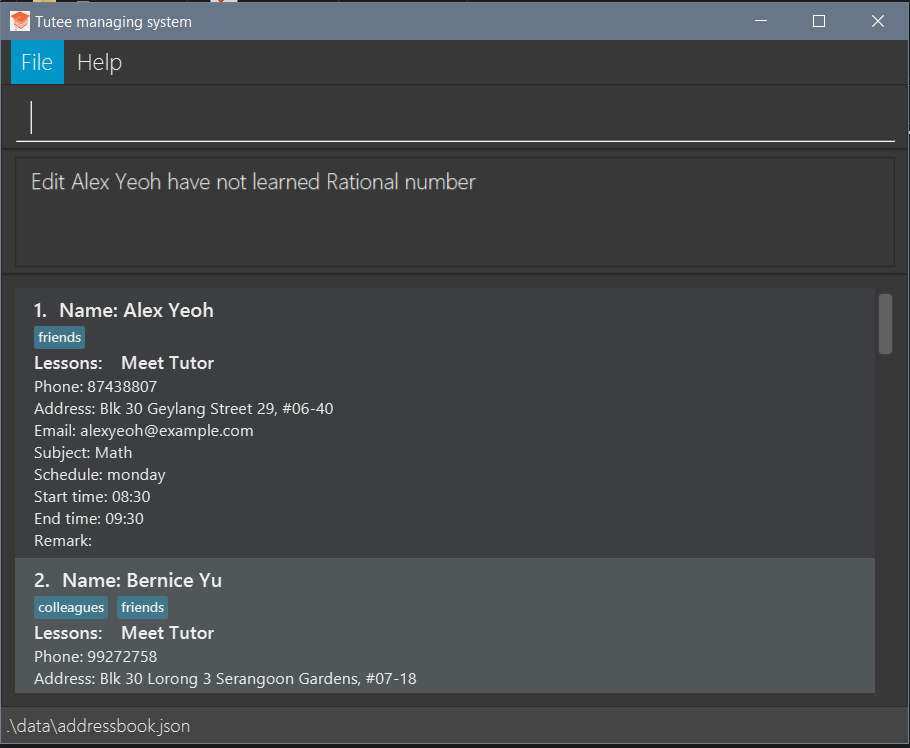 Tutee managing system
File Help
Edit Alex Yeoh have not learned Rational number
1. Name: Alex Yeoh
friends
Lessons: Meet Tutor
Phone: 87438807
Address: Blk 30 Geylang Street 29, #06-40
Email: alexyeoh@example.com
Subject: Math
Schedule: monday
Start time: 08:30
End time: 09:30
Remark:
2. Name: Bernice Yu
colleagues friends
Lessons: Meet Tutor
Phone: 99272758
Address: Blk 30 Lorong 3 Serangoon Gardens, #07-18
.\data\addressbook.json